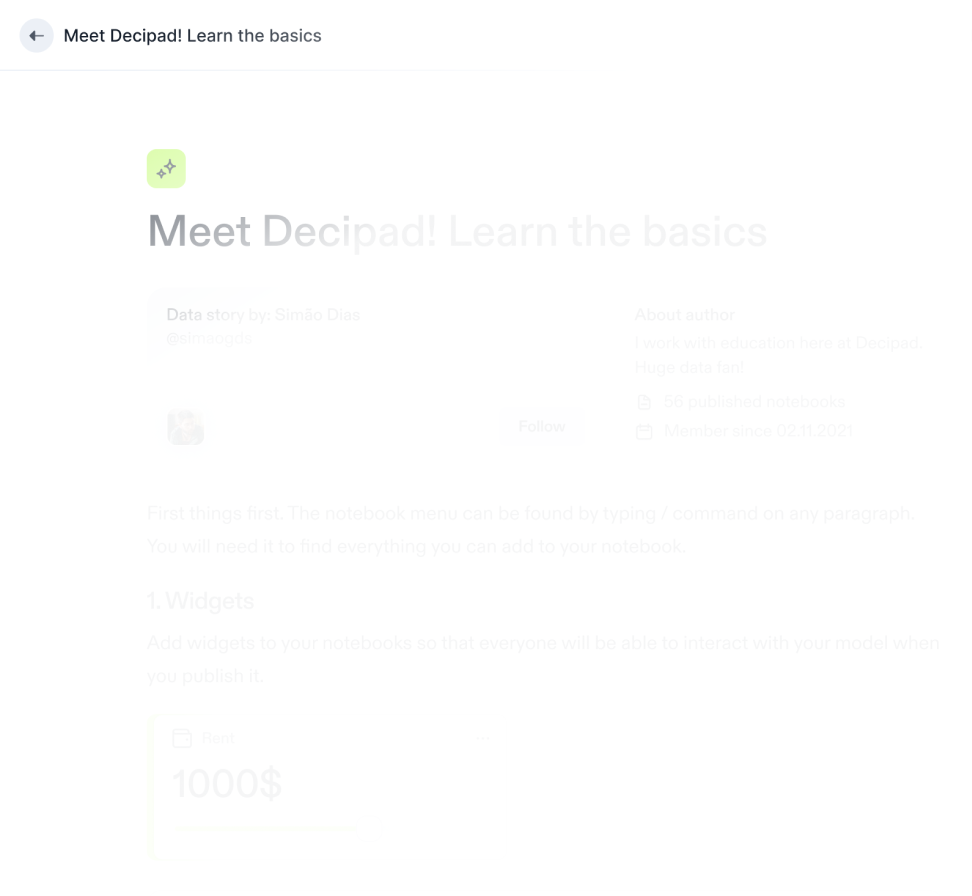 Meet Decipad! Learn the basics
Meet Decipad! Learn the basics
Data story by: Simão Dias
@simaogda
About author
I work with education here at Decipad.
Huge data fan!
56 published notebooks
Follow
Member since 02.11.2021
First things first. The notebook menu can be found by typing / command on any paragraph.
You will need it to find everything you can add to your notebook.
1. Widgets
Add widgets to your notebooks so that everyone will be able to interact with your model when
you publish it.
Rent
1000$